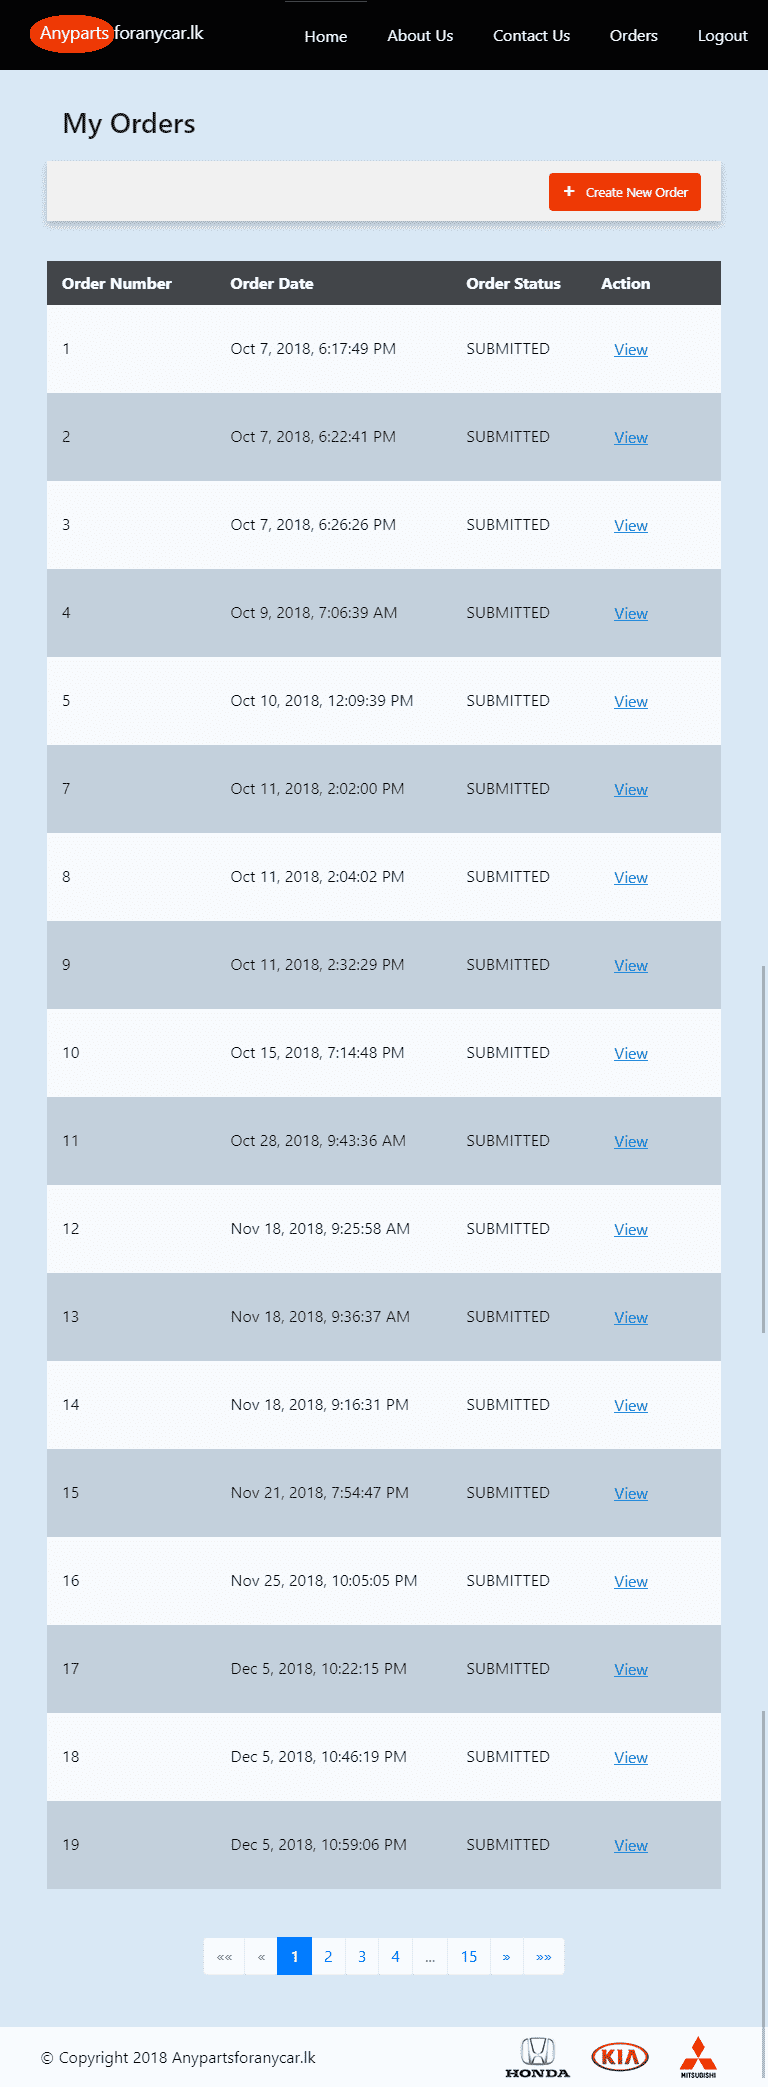 Anypartsforanycar.lk Home About Us Contact Us Orders Logout
My Orders
+ Create New Order
Order Number Order Date Order Status Action
1 Oct 7, 2018, 6:17:49 PM SUBMITTED View
2 Oct 7, 2018, 6:22:41 PM SUBMITTED View
3 Oct 7, 2018, 6:26:26 PM SUBMITTED View
4 Oct 9, 2018, 7:06:39 AM SUBMITTED View
5 Oct 10, 2018, 12:09:39 PM SUBMITTED View
7 Oct 11, 2018, 2:02:00 PM SUBMITTED View
8 Oct 11, 2018, 2:04:02 PM SUBMITTED View
9 Oct 11, 2018, 2:32:29 PM SUBMITTED View
10 Oct 15, 2018, 7:14:48 PM SUBMITTED View
11 Oct 28, 2018, 9:43:36 AM SUBMITTED View
12 Nov 18, 2018, 9:25:58 AM SUBMITTED View
13 Nov 18, 2018, 9:36:37 AM SUBMITTED View
14 Nov 18, 2018, 9:16:31 PM SUBMITTED View
15 Nov 21, 2018, 7:54:47 PM SUBMITTED View
16 Nov 25, 2018, 10:05:05 PM SUBMITTED View
17 Dec 5, 2018, 10:22:15 PM SUBMITTED View
18 Dec 5, 2018, 10:46:19 PM SUBMITTED View
19 Dec 5, 2018, 10:59:06 PM SUBMITTED View
«« « 1 2 3 4 ... 15 » »»
© Copyright 2018 Anypartsforanycar.lk HONDA KIA MITSUBISHI